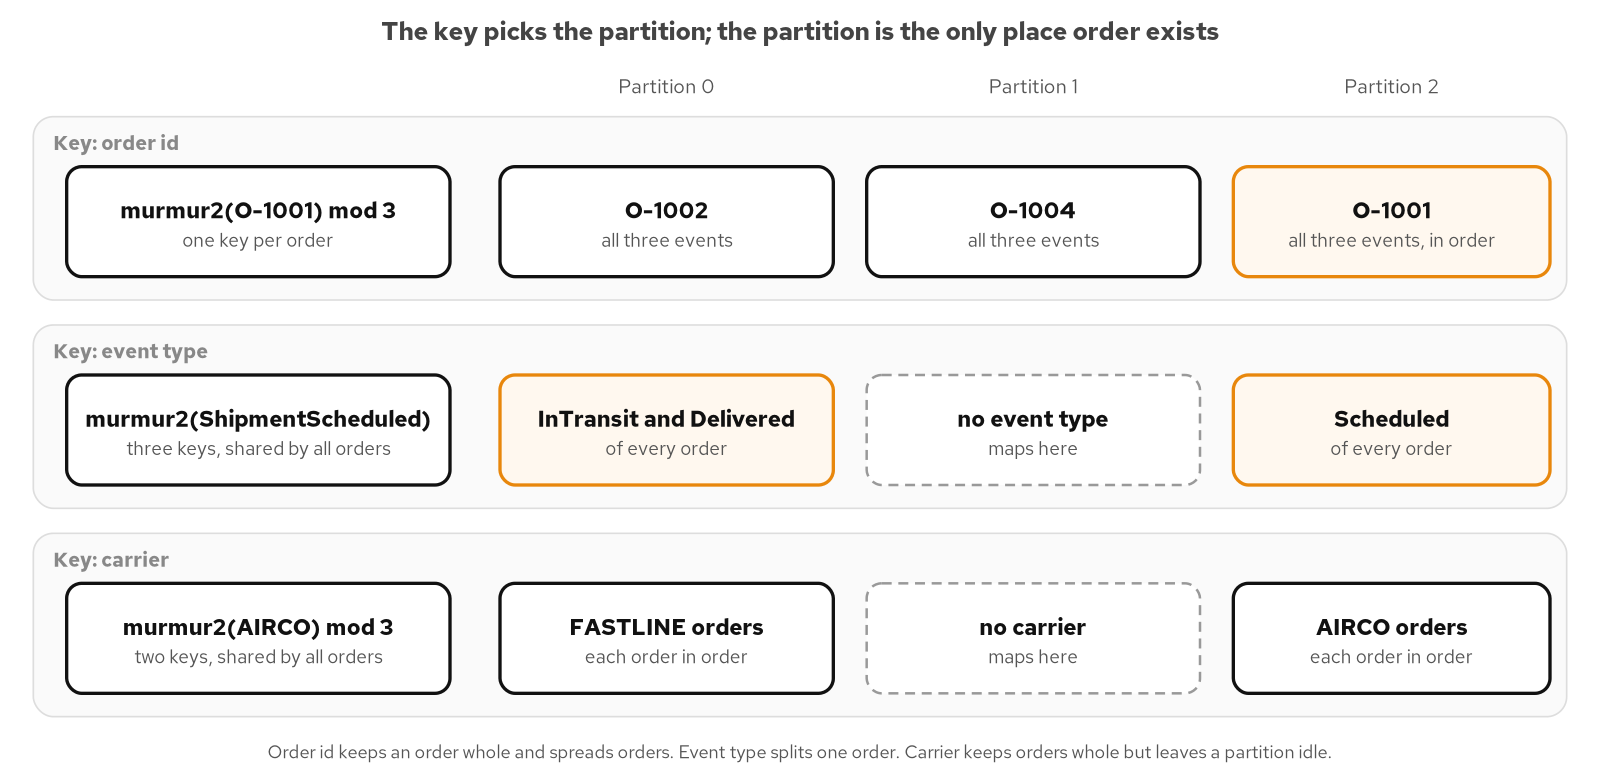 The key picks the partition; the partition is the only place order exists
Partition 0
Partition 1
Partition 2
Key: order id
murmur2(O-1001) mod 3
one key per order
O-1002
all three events
O-1004
all three events
O-1001
all three events, in order
Key: event type
murmur2(ShipmentScheduled)
three keys, shared by all orders
InTransit and Delivered
of every order
no event type
maps here
Scheduled
of every order
Key: carrier
murmur2(AIRCO) mod 3
two keys, shared by all orders
FASTLINE orders
each order in order
no carrier
maps here
AIRCO orders
each order in order
Order id keeps an order whole and spreads orders. Event type splits one order. Carrier keeps orders whole but leaves a partition idle.